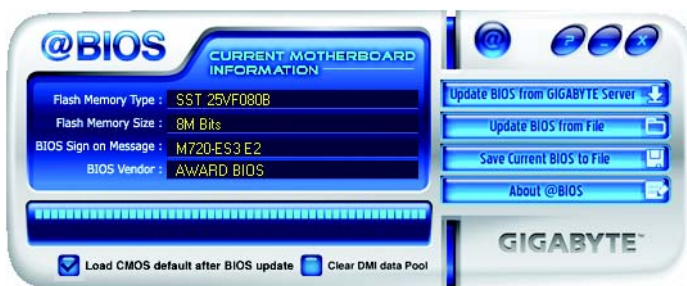 @BIOS
CURRENT MOTHERBOARD
INFORMATION
Flash Memory Type : SST 25VF080B
Flash Memory Size : 8M Bits
BIOS Sign on Message : M720-ES3 E2
BIOS Vendor : AWARD BIOS
Load CMOS default after BIOS update
Clear DMI data Pool
@
? _ X
Update BIOS from GIGABYTE Server
Update BIOS from File
Save Current BIOS to File
About @BIOS
GIGABYTE™